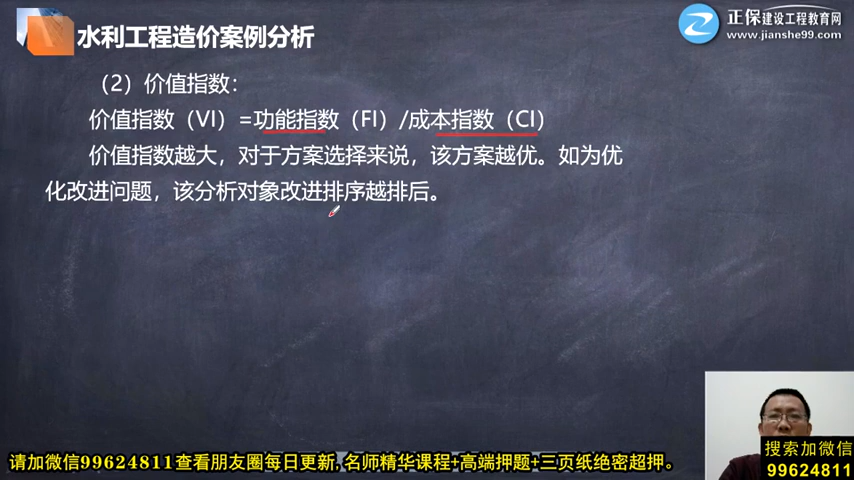 水利工程造价案例分析
正保建设工程教育网
www.jianshe99.com
（2）价值指数：
价值指数（VI）=功能指数（FI）/成本指数（CI）
价值指数越大，对于方案选择来说，该方案越优。如为优
化改进问题，该分析对象改进排序越排后。
搜索加微信
99624811
请加微信99624811查看朋友圈每日更新,名师精华课程+高端押题+三页纸绝密超押。